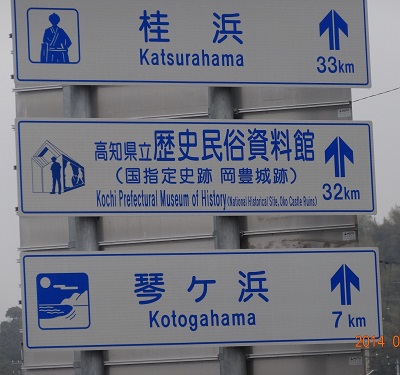 桂浜
Katsurahama
33km
高知県立歴史民俗資料館
（国指定史跡 岡豊城跡）
Kochi Prefectural Museum of History(National Historical Site, Oko Castle Ruins)
32km
琴ヶ浜
Kotogahama
7km
2014 0